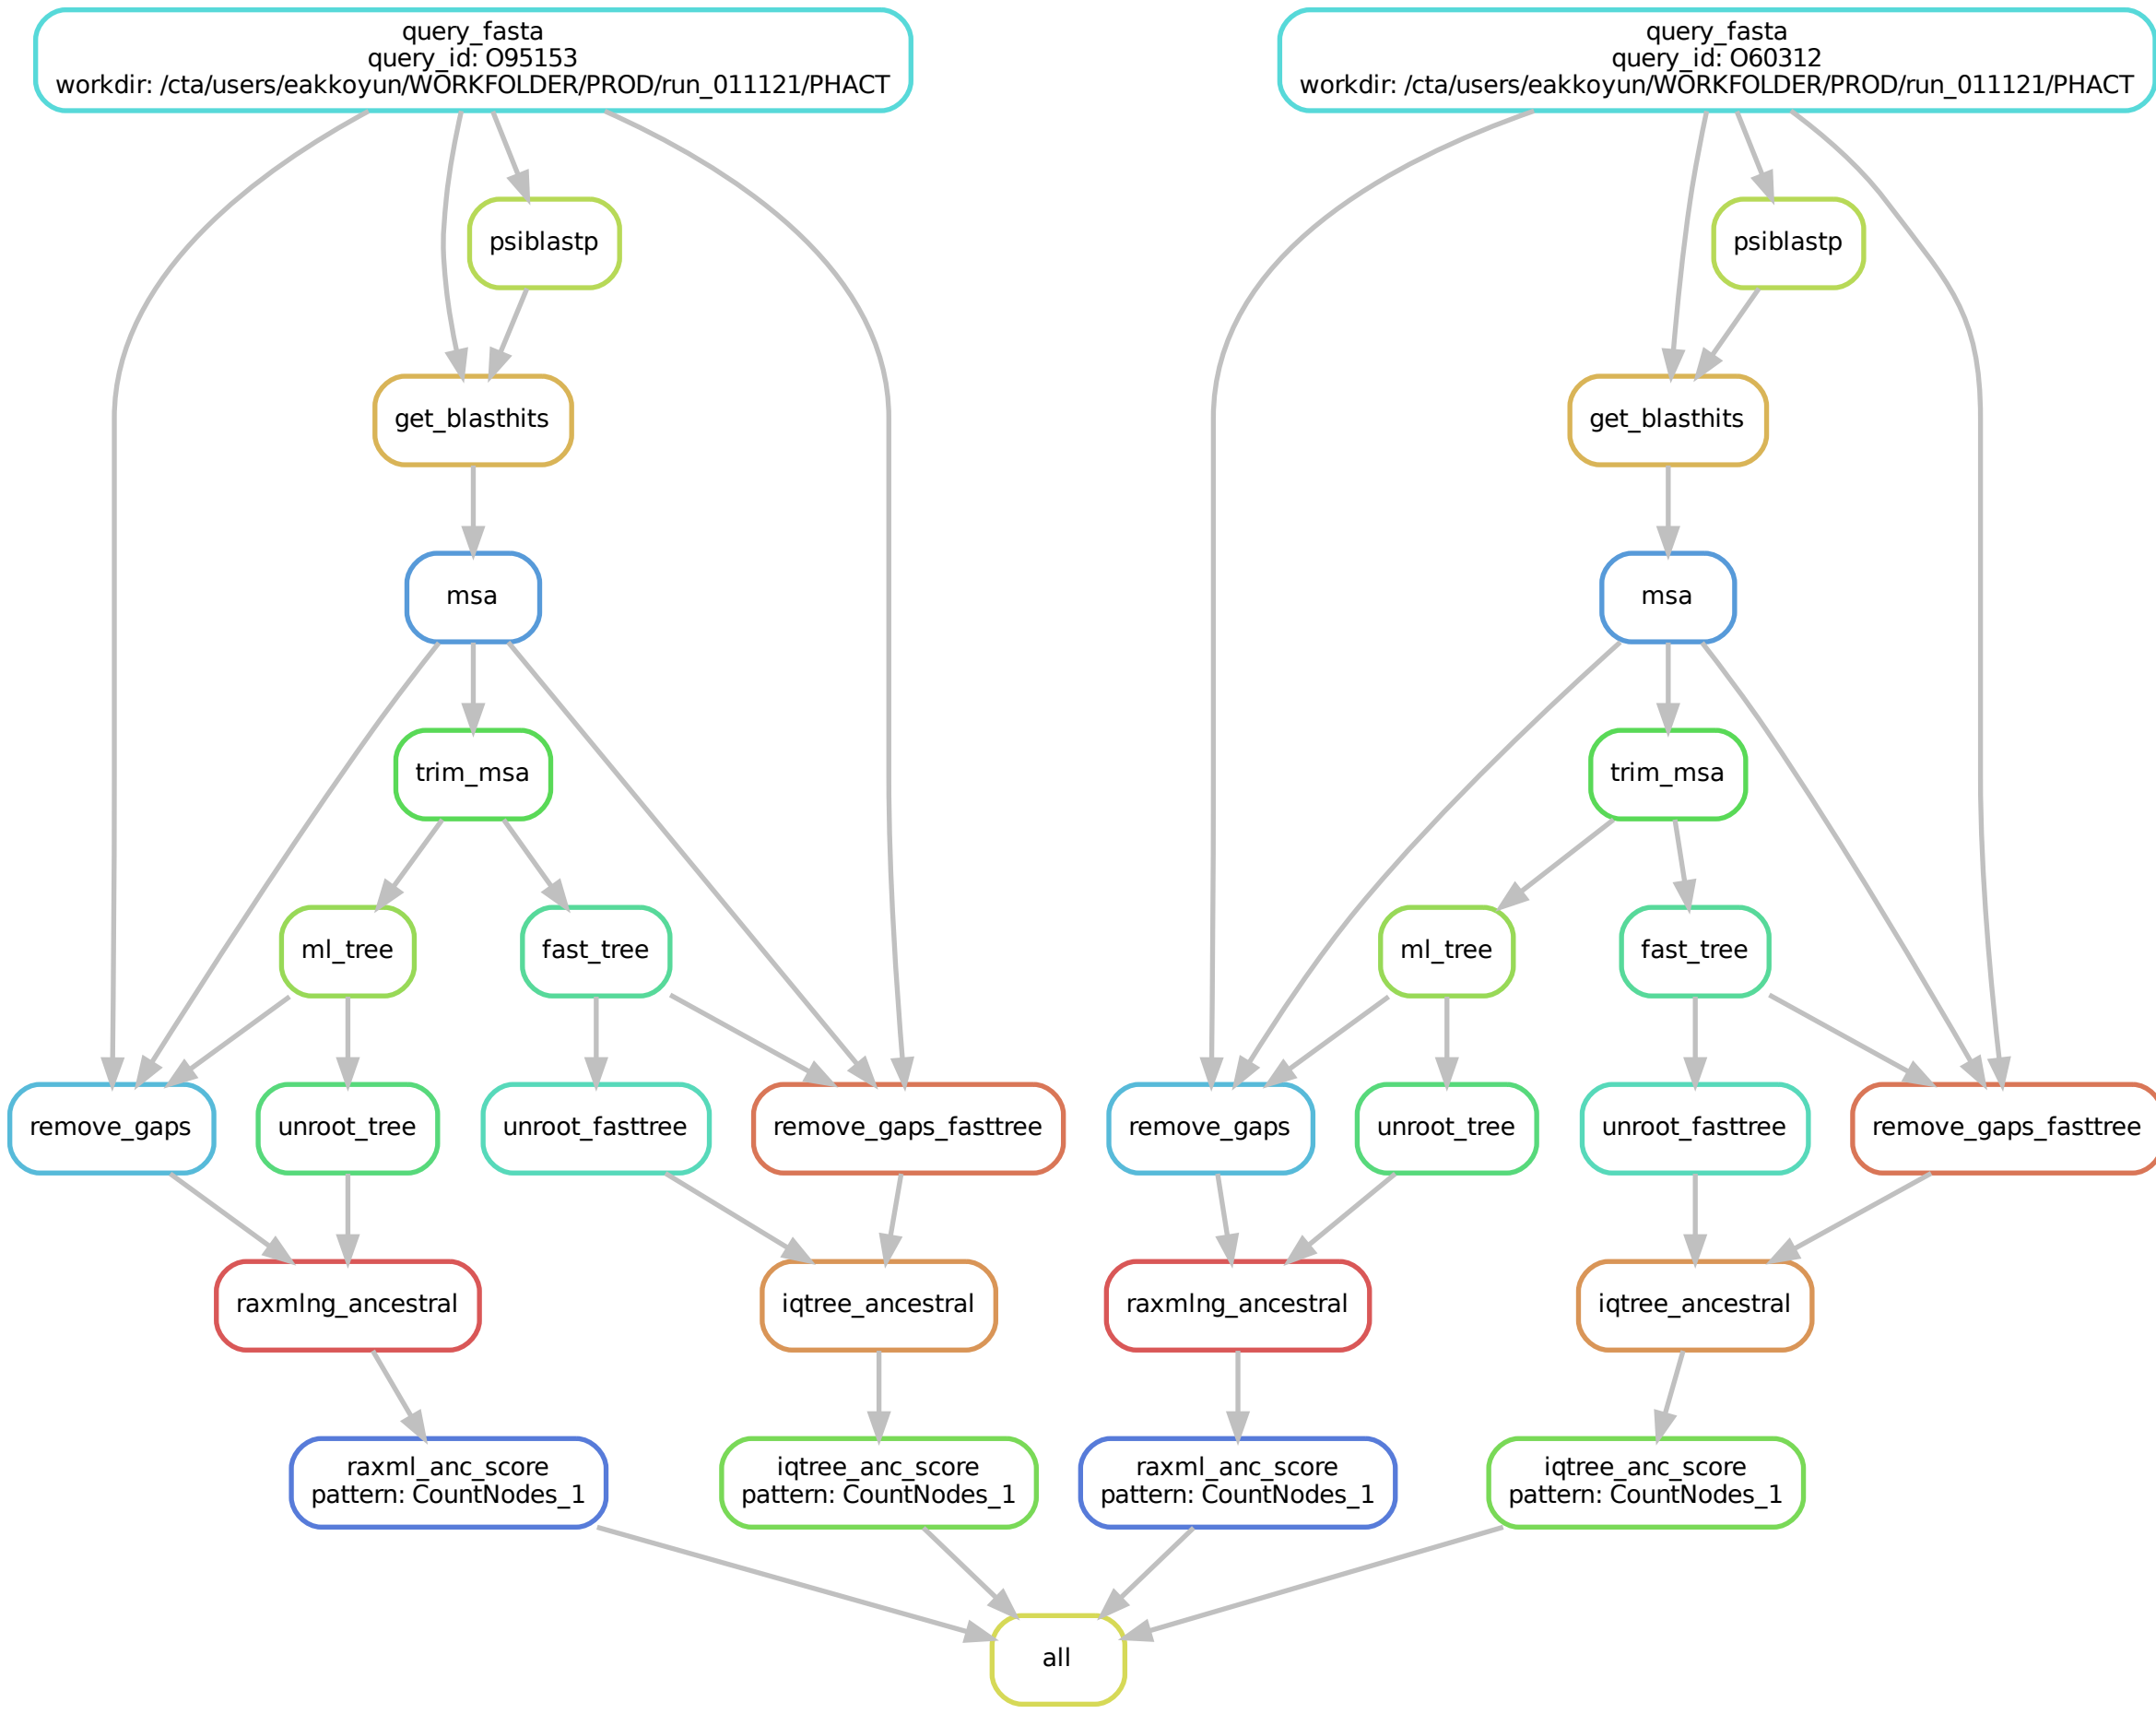 query_fasta
query_id: O95153
workdir: /cta/users/eakkoyun/WORKFOLDER/PROD/run_011121/PHACT
query_fasta
query_id: O60312
workdir: /cta/users/eakkoyun/WORKFOLDER/PROD/run_011121/PHACT
psiblastp
psiblastp
get_blasthits
get_blasthits
msa
msa
trim_msa
trim_msa
ml_tree
fast_tree
ml_tree
fast_tree
remove_gaps
unroot_tree
unroot_fasttree
remove_gaps_fasttree
remove_gaps
unroot_tree
unroot_fasttree
remove_gaps_fasttree
raxmlng_ancestral
iqtree_ancestral
raxmlng_ancestral
iqtree_ancestral
raxml_anc_score
pattern: CountNodes_1
iqtree_anc_score
pattern: CountNodes_1
raxml_anc_score
pattern: CountNodes_1
iqtree_anc_score
pattern: CountNodes_1
all